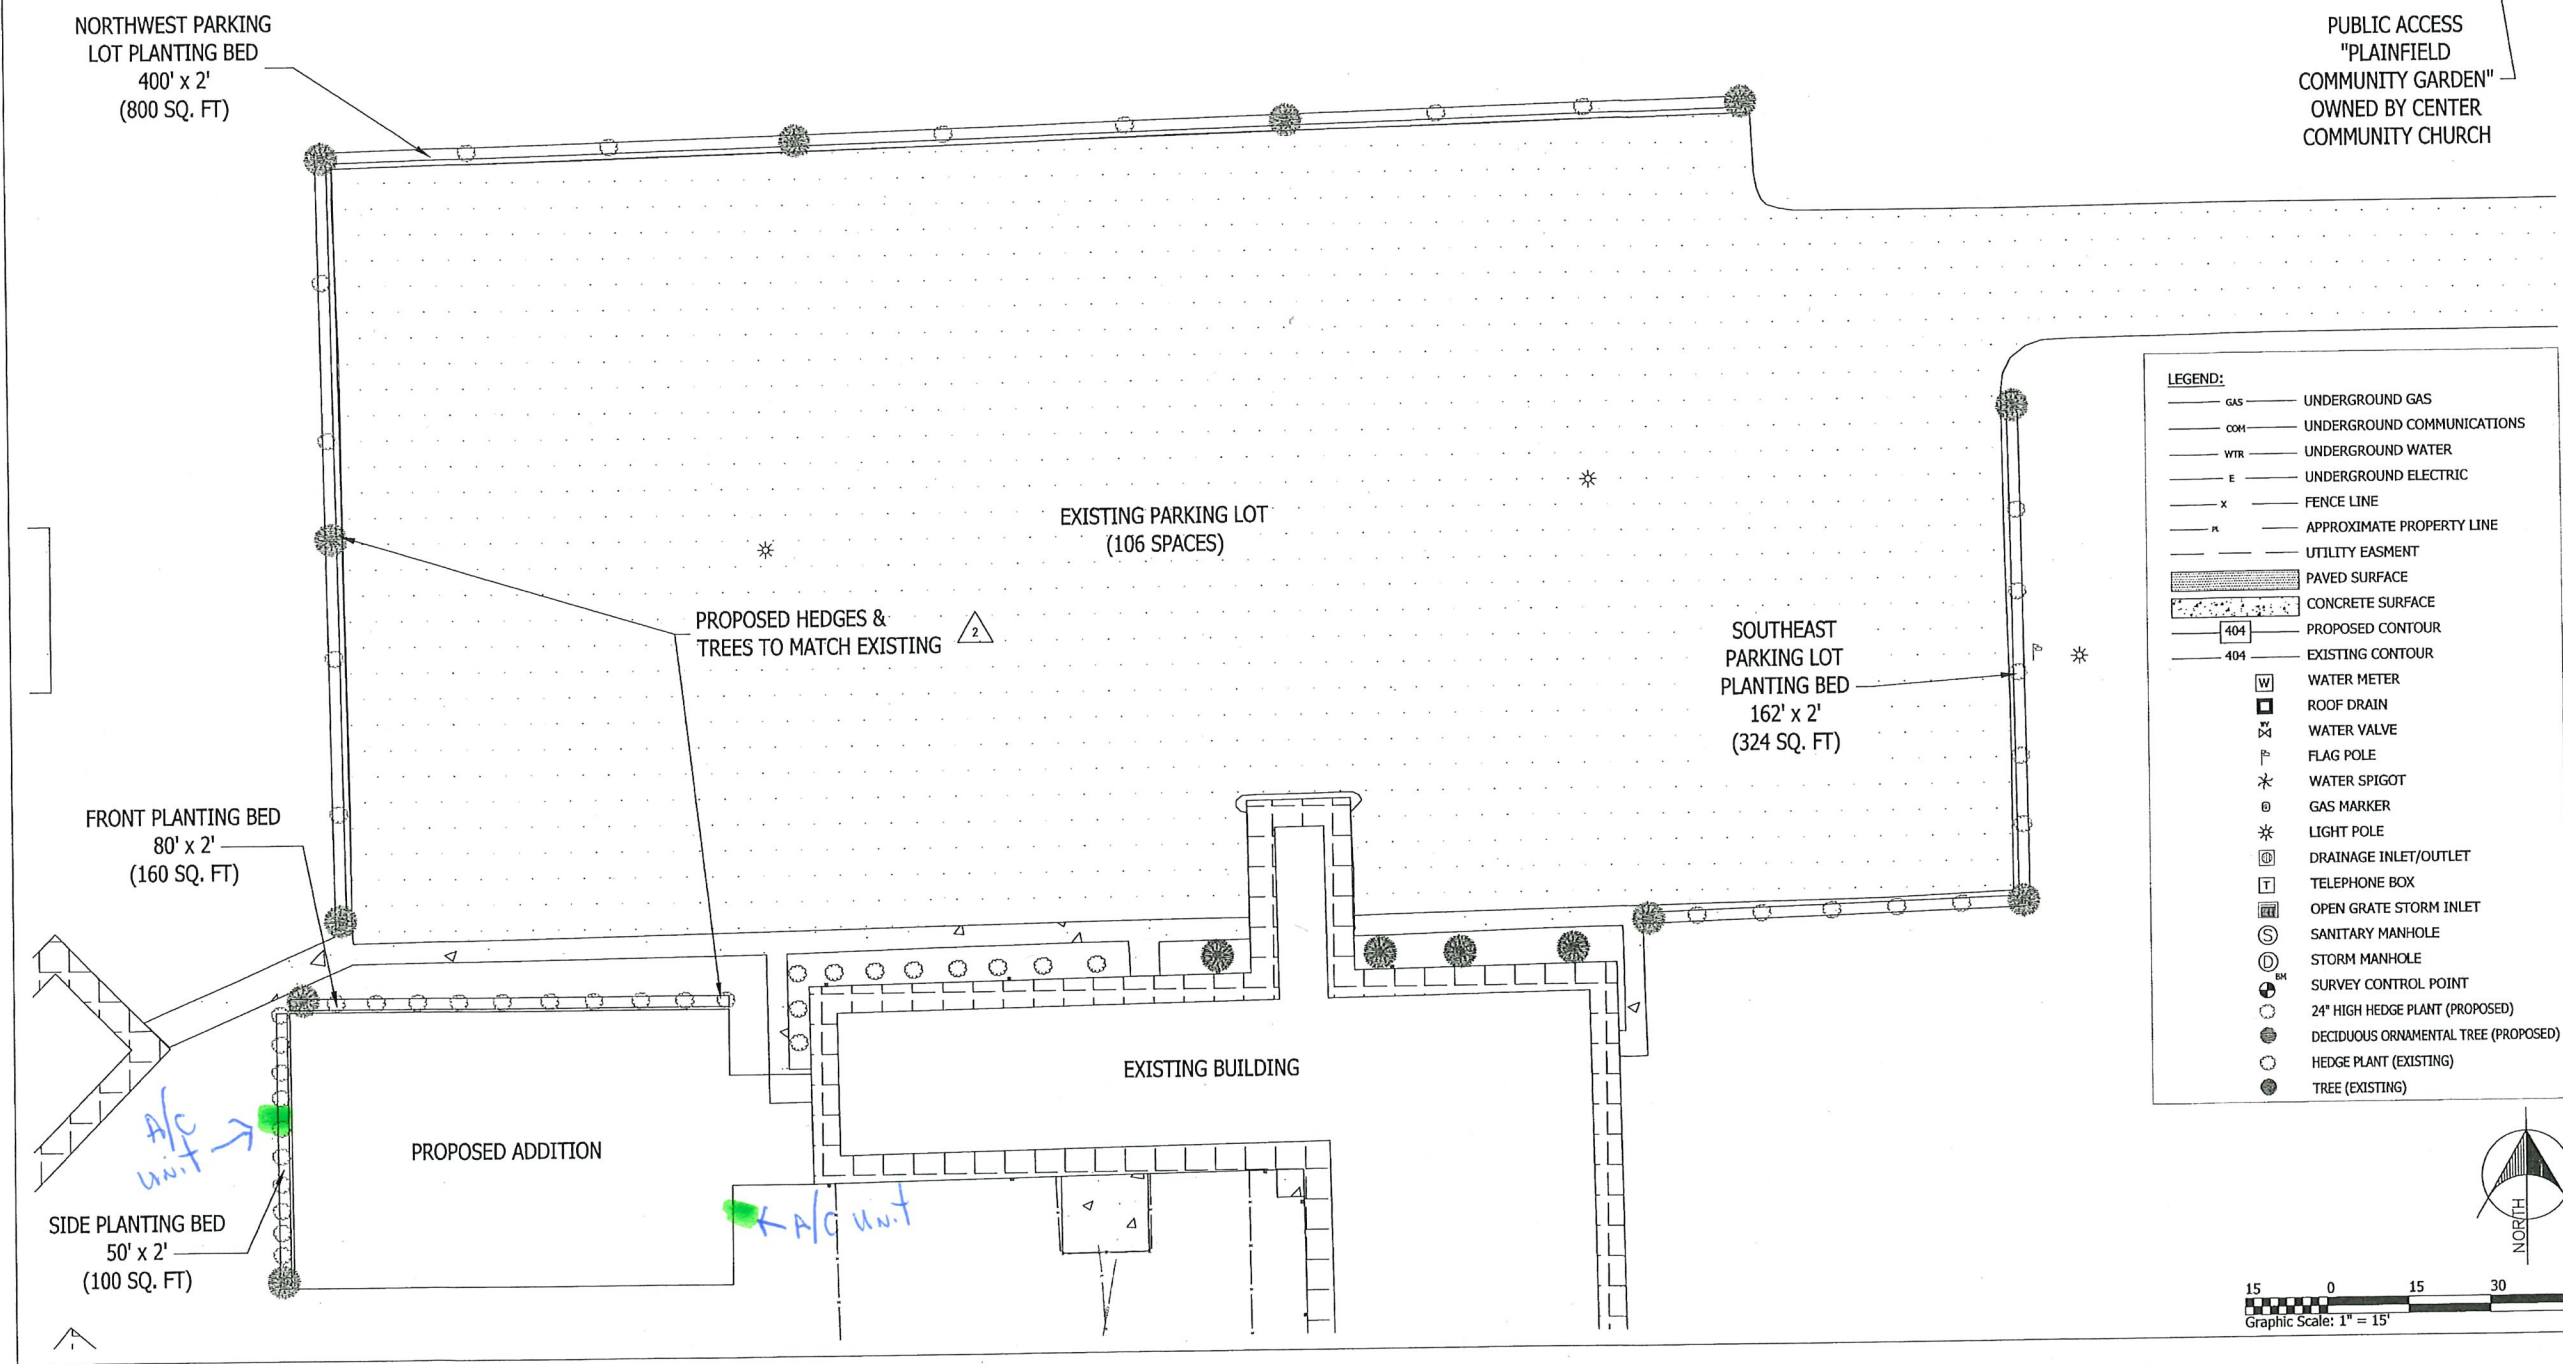 NORTHWEST PARKING
LOT PLANTING BED
400' x 2'
(800 SQ. FT)
PUBLIC ACCESS
"PLAINFIELD
COMMUNITY GARDEN"
OWNED BY CENTER
COMMUNITY CHURCH
EXISTING PARKING LOT
(106 SPACES)
PROPOSED HEDGES &
TREES TO MATCH EXISTING
2
SOUTHEAST
PARKING LOT
PLANTING BED
162' x 2'
(324 SQ. FT)
FRONT PLANTING BED
80' x 2'
(160 SQ. FT)
EXISTING BUILDING
PROPOSED ADDITION
A/C
unit
A/C unit
SIDE PLANTING BED
50' x 2'
(100 SQ. FT)
LEGEND:
GAS UNDERGROUND GAS
COM UNDERGROUND COMMUNICATIONS
WTR UNDERGROUND WATER
E UNDERGROUND ELECTRIC
X FENCE LINE
PL APPROXIMATE PROPERTY LINE
UTILITY EASMENT
PAVED SURFACE
CONCRETE SURFACE
404 PROPOSED CONTOUR
404 EXISTING CONTOUR
W WATER METER
ROOF DRAIN
WV WATER VALVE
FLAG POLE
WATER SPIGOT
G GAS MARKER
LIGHT POLE
DRAINAGE INLET/OUTLET
T TELEPHONE BOX
OPEN GRATE STORM INLET
S SANITARY MANHOLE
D STORM MANHOLE
BM SURVEY CONTROL POINT
24" HIGH HEDGE PLANT (PROPOSED)
DECIDUOUS ORNAMENTAL TREE (PROPOSED)
HEDGE PLANT (EXISTING)
TREE (EXISTING)
NORTH
15 0 15 30
Graphic Scale: 1" = 15'